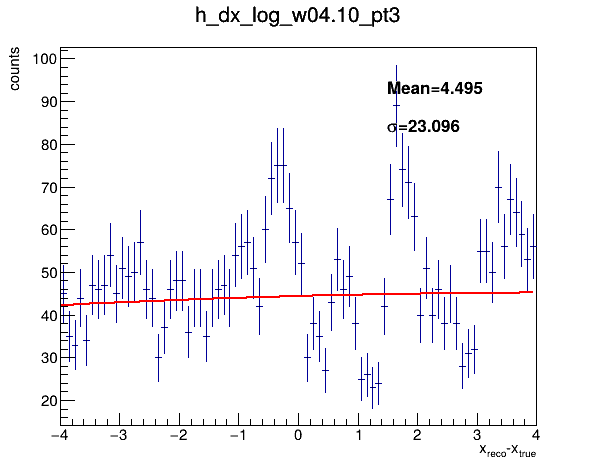 h_dx_log_w04.10_pt3
counts
100
90
80
70
60
50
40
30
20
Mean=4.495
σ=23.096
−4 −3 −2 −1 0 1 2 3 4
x_reco-x_true